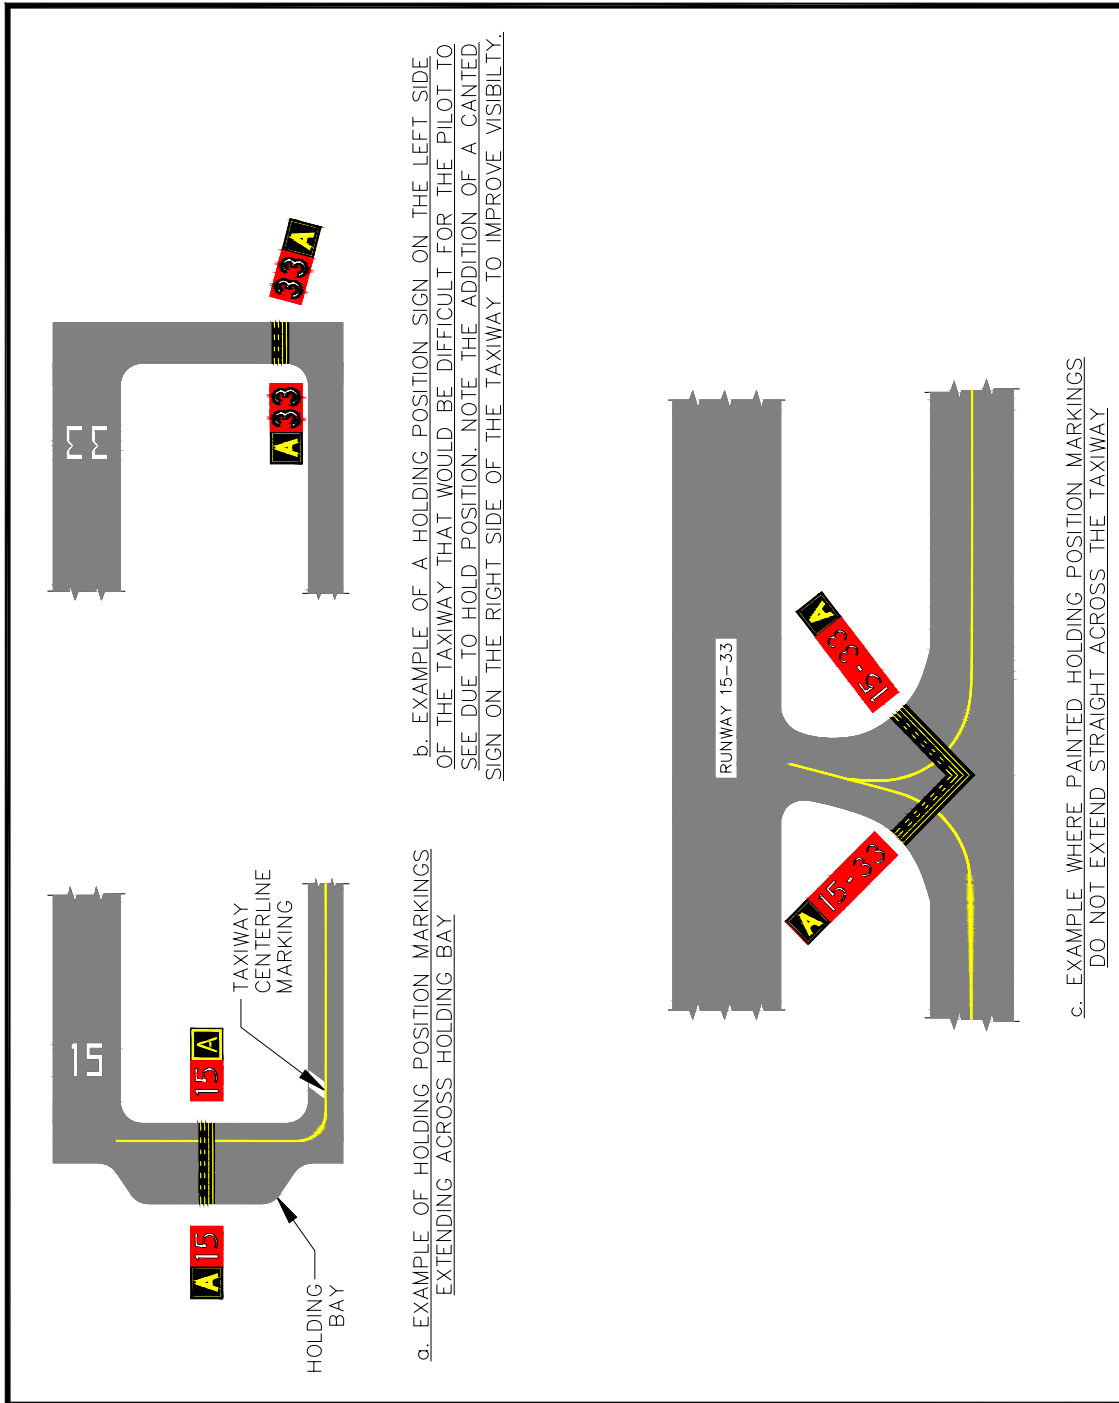 15
A 15
15 A
HOLDING
BAY
TAXIWAY
CENTERLINE
MARKING
a. EXAMPLE OF HOLDING POSITION MARKINGS
EXTENDING ACROSS HOLDING BAY
33
A 33
33 A
b. EXAMPLE OF A HOLDING POSITION SIGN ON THE LEFT SIDE
OF THE TAXIWAY THAT WOULD BE DIFFICULT FOR THE PILOT TO
SEE DUE TO HOLD POSITION. NOTE THE ADDITION OF A CANTED
SIGN ON THE RIGHT SIDE OF THE TAXIWAY TO IMPROVE VISIBILTY.
RUNWAY 15-33
A 15-33
15-33 A
c. EXAMPLE WHERE PAINTED HOLDING POSITION MARKINGS
DO NOT EXTEND STRAIGHT ACROSS THE TAXIWAY